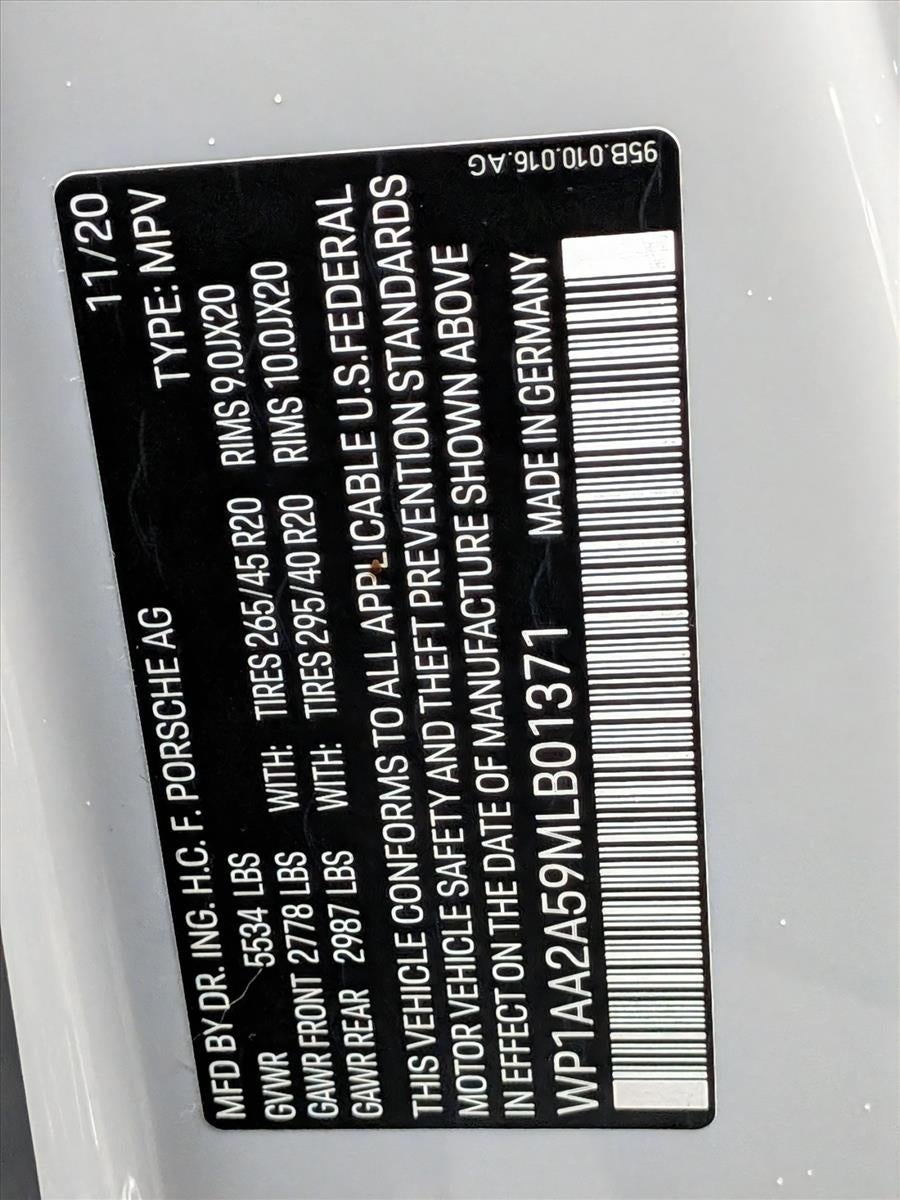 11/20
MFD BY DR. ING. H.C. F. PORSCHE AG TYPE: MPV
GVWR 5534 LBS
GAWR FRONT 2778 LBS WITH: TIRES 265/45 R20 RIMS 9.0JX20
GAWR REAR 2987 LBS WITH: TIRES 295/40 R20 RIMS 10.0JX20
THIS VEHICLE CONFORMS TO ALL APPLICABLE U.S.FEDERAL
MOTOR VEHICLE SAFETY AND THEFT PREVENTION STANDARDS
IN EFFECT ON THE DATE OF MANUFACTURE SHOWN ABOVE
WP1AA2A59MLB01371 MADE IN GERMANY
95B.010.016.AG